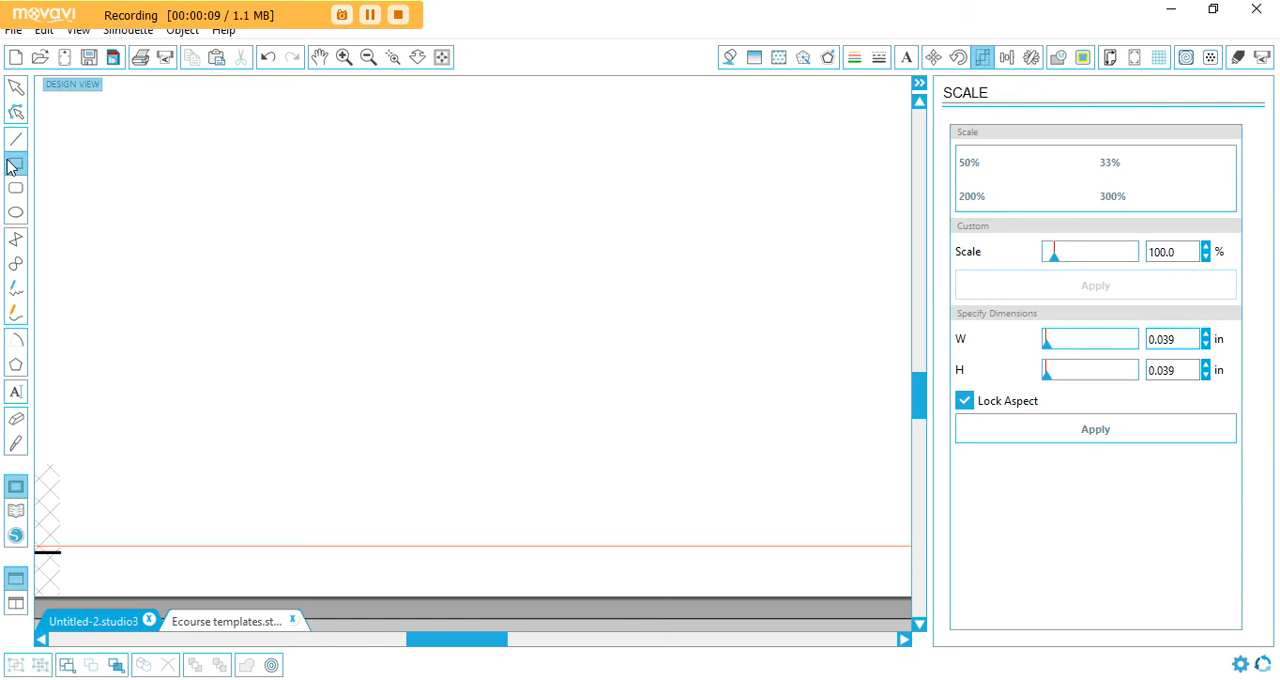 movavi Recording [00:00:09 / 1.1 MB]
File Edit View Silhouette Object Help
DESIGN VIEW
SCALE
Scale
50% 33%
200% 300%
Custom
Scale 100.0 %
Apply
Specify Dimensions
W 0.039 in
H 0.039 in
Lock Aspect
Apply
Untitled-2.studio3 Ecourse templates.st...